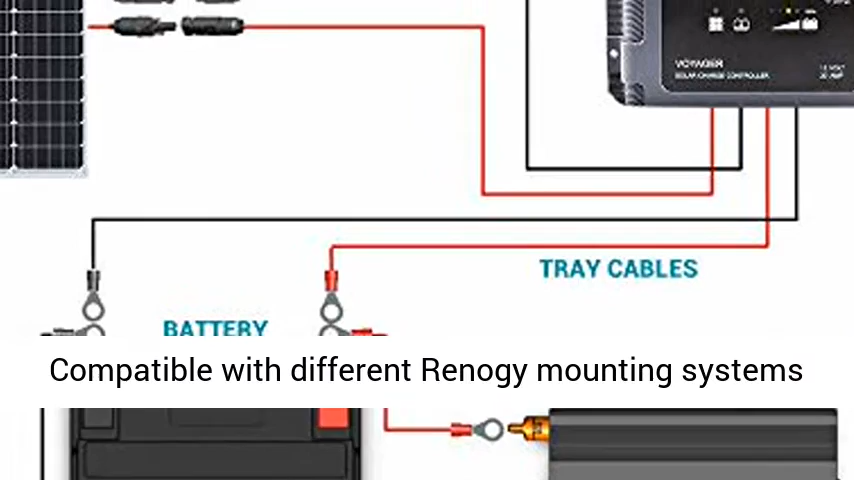 VOYAGER
SOLAR CHARGE CONTROLLER
TRAY CABLES
BATTERY
Compatible with different Renogy mounting systems